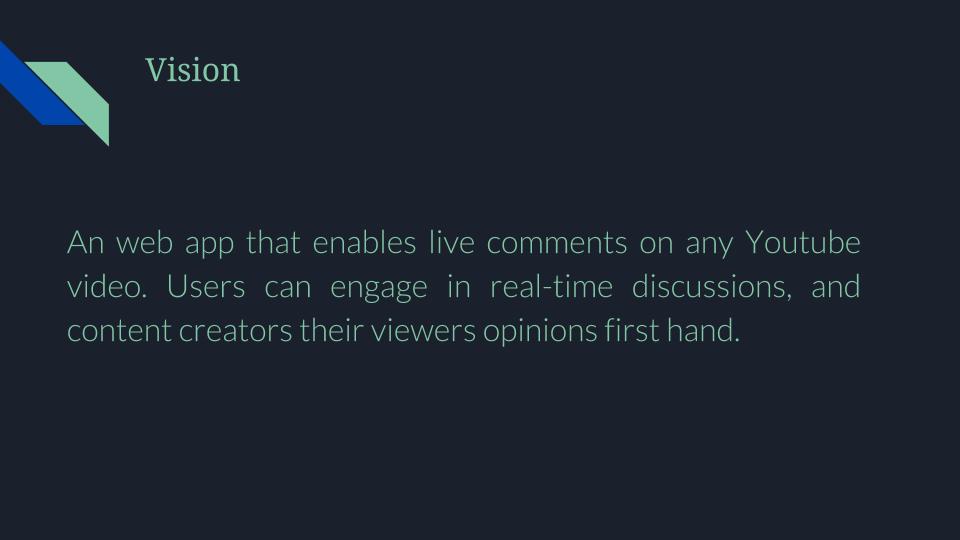 Vision
An web app that enables live comments on any Youtube
video. Users can engage in real-time discussions, and
content creators their viewers opinions first hand.